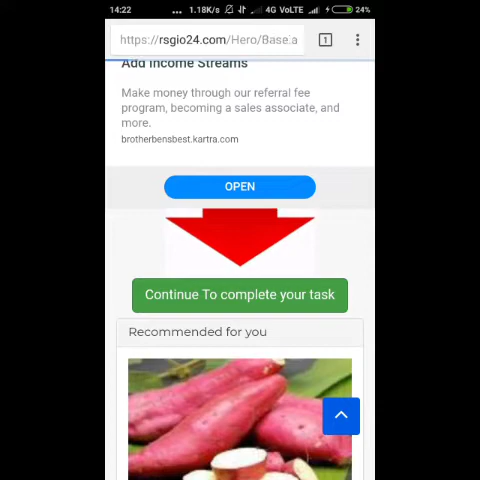 14:22 ... 1.18K/s 4G VoLTE 24%
https://rsgio24.com/Hero/Base.a 1
Add Income Streams
Make money through our referral fee
program, becoming a sales associate, and
more.
brotherbensbest.kartra.com
OPEN
Continue To complete your task
Recommended for you